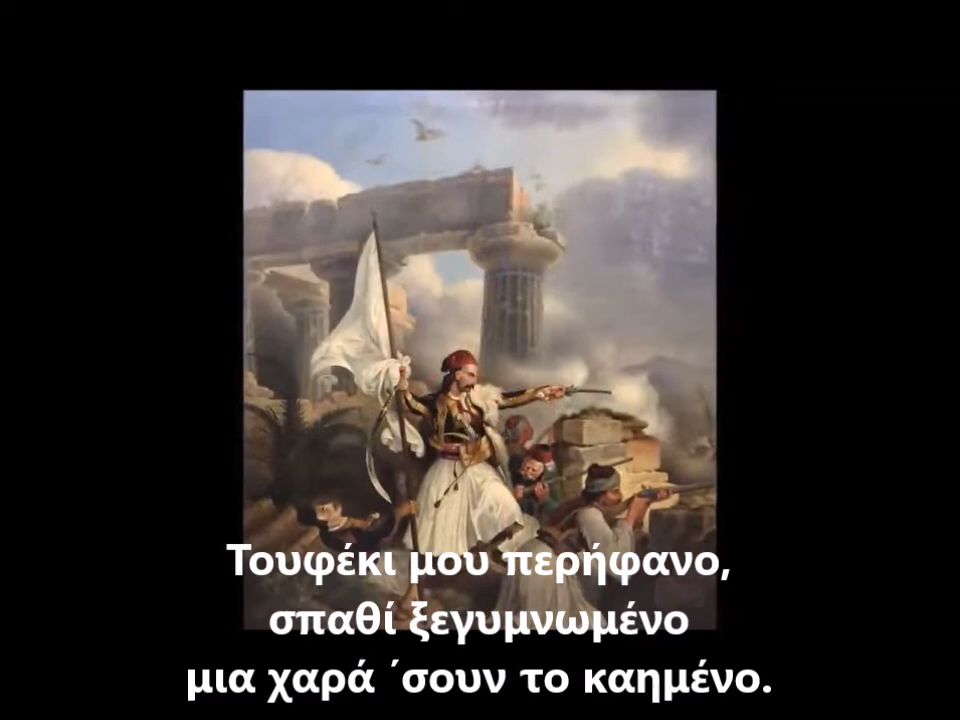 Τουφέκι μου περήφανο,
σπαθί ξεγυμνωμένο
μια χαρά ΄σουν το καημένο.